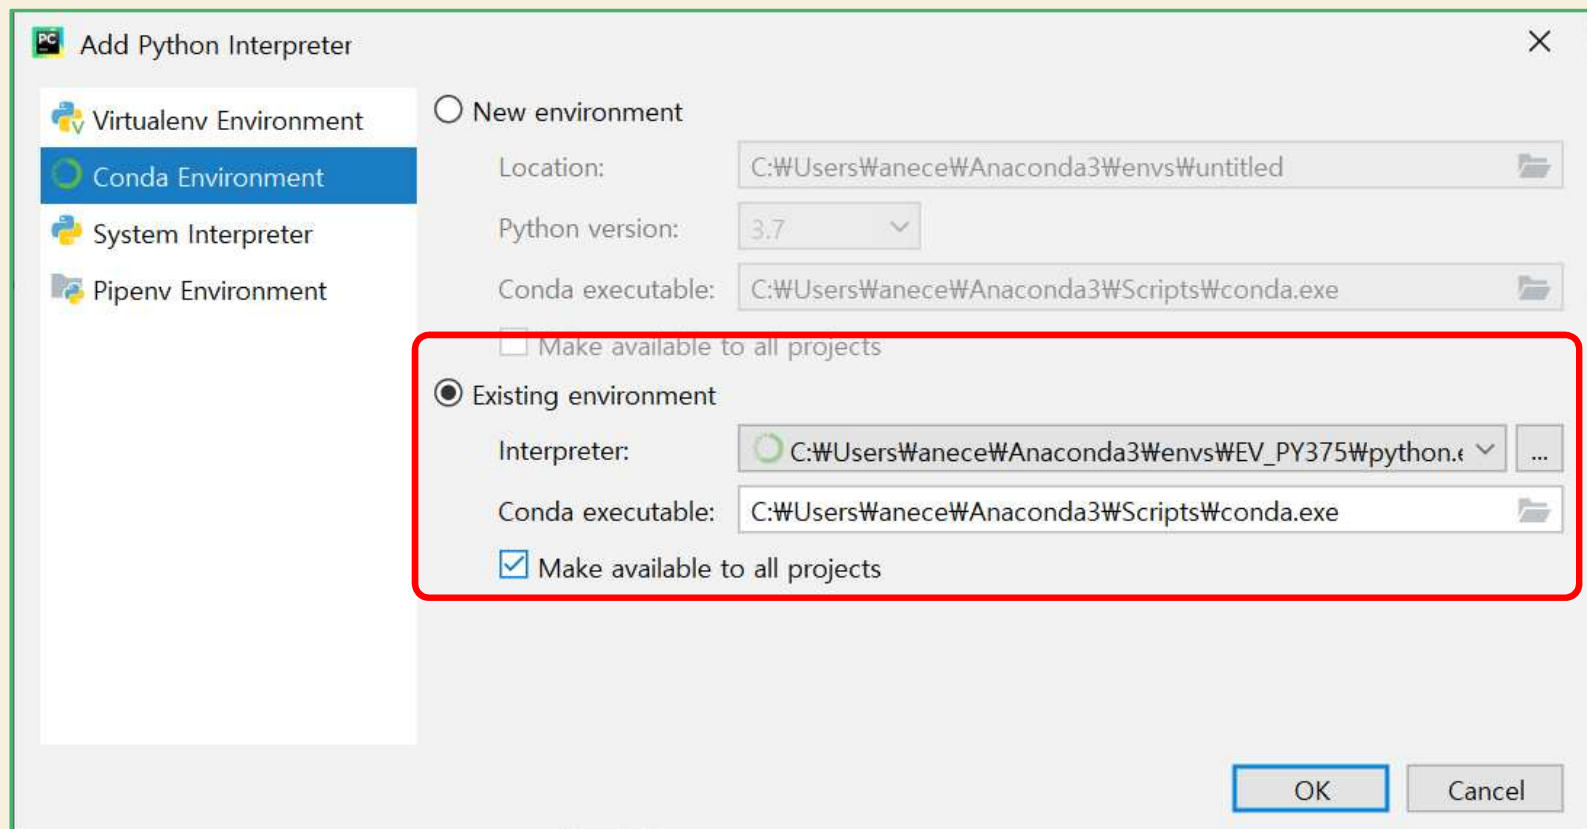 PC
Add Python Interpreter
Virtualenv Environment
Conda Environment
System Interpreter
Pipenv Environment
New environment
Location: C:₩Users₩anece₩Anaconda3₩envs₩untitled
Python version: 3.7
Conda executable: C:₩Users₩anece₩Anaconda3₩Scripts₩conda.exe
Make available to all projects
Existing environment
Interpreter: C:₩Users₩anece₩Anaconda3₩envs₩EV_PY375₩python.e ...
Conda executable: C:₩Users₩anece₩Anaconda3₩Scripts₩conda.exe
Make available to all projects
OK Cancel